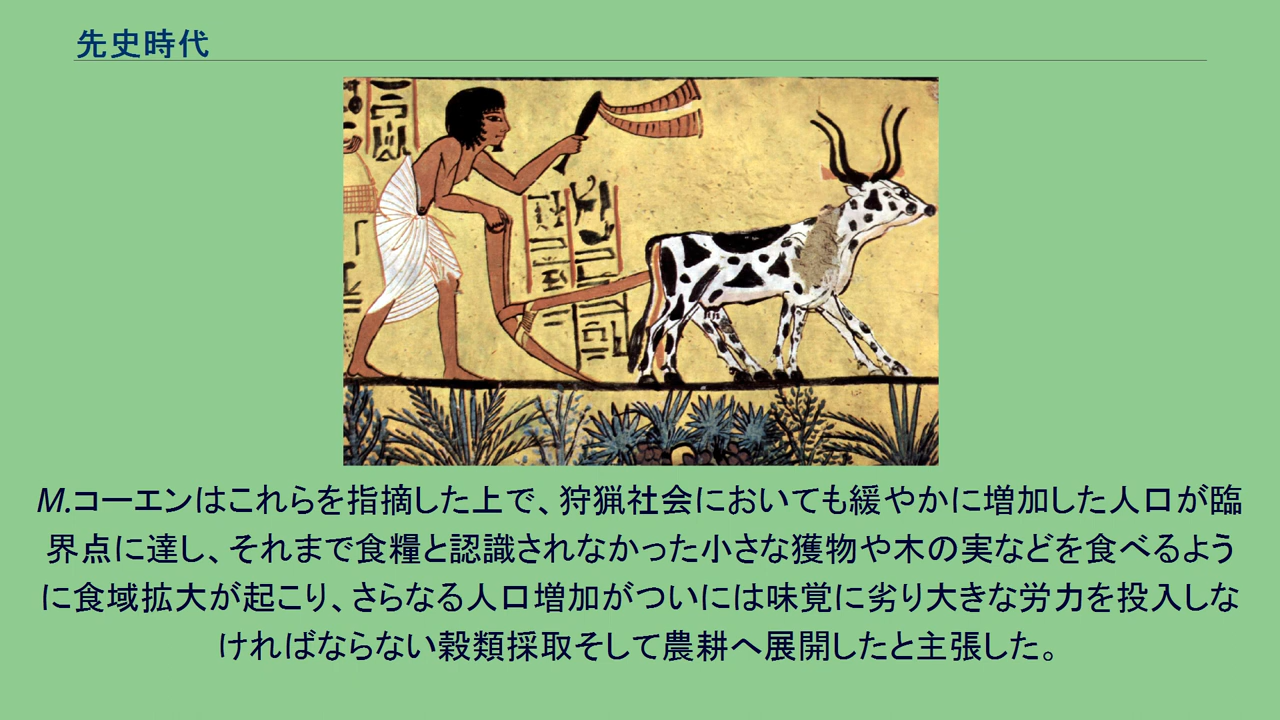 先史時代
M.コーエンはこれらを指摘した上で、狩猟社会においても緩やかに増加した人口が臨
界点に達し、それまで食糧と認識されなかった小さな獲物や木の実などを食べるよう
に食域拡大が起こり、さらなる人口増加がついには味覚に劣り大きな労力を投入しな
ければならない穀類採取そして農耕へ展開したと主張した。